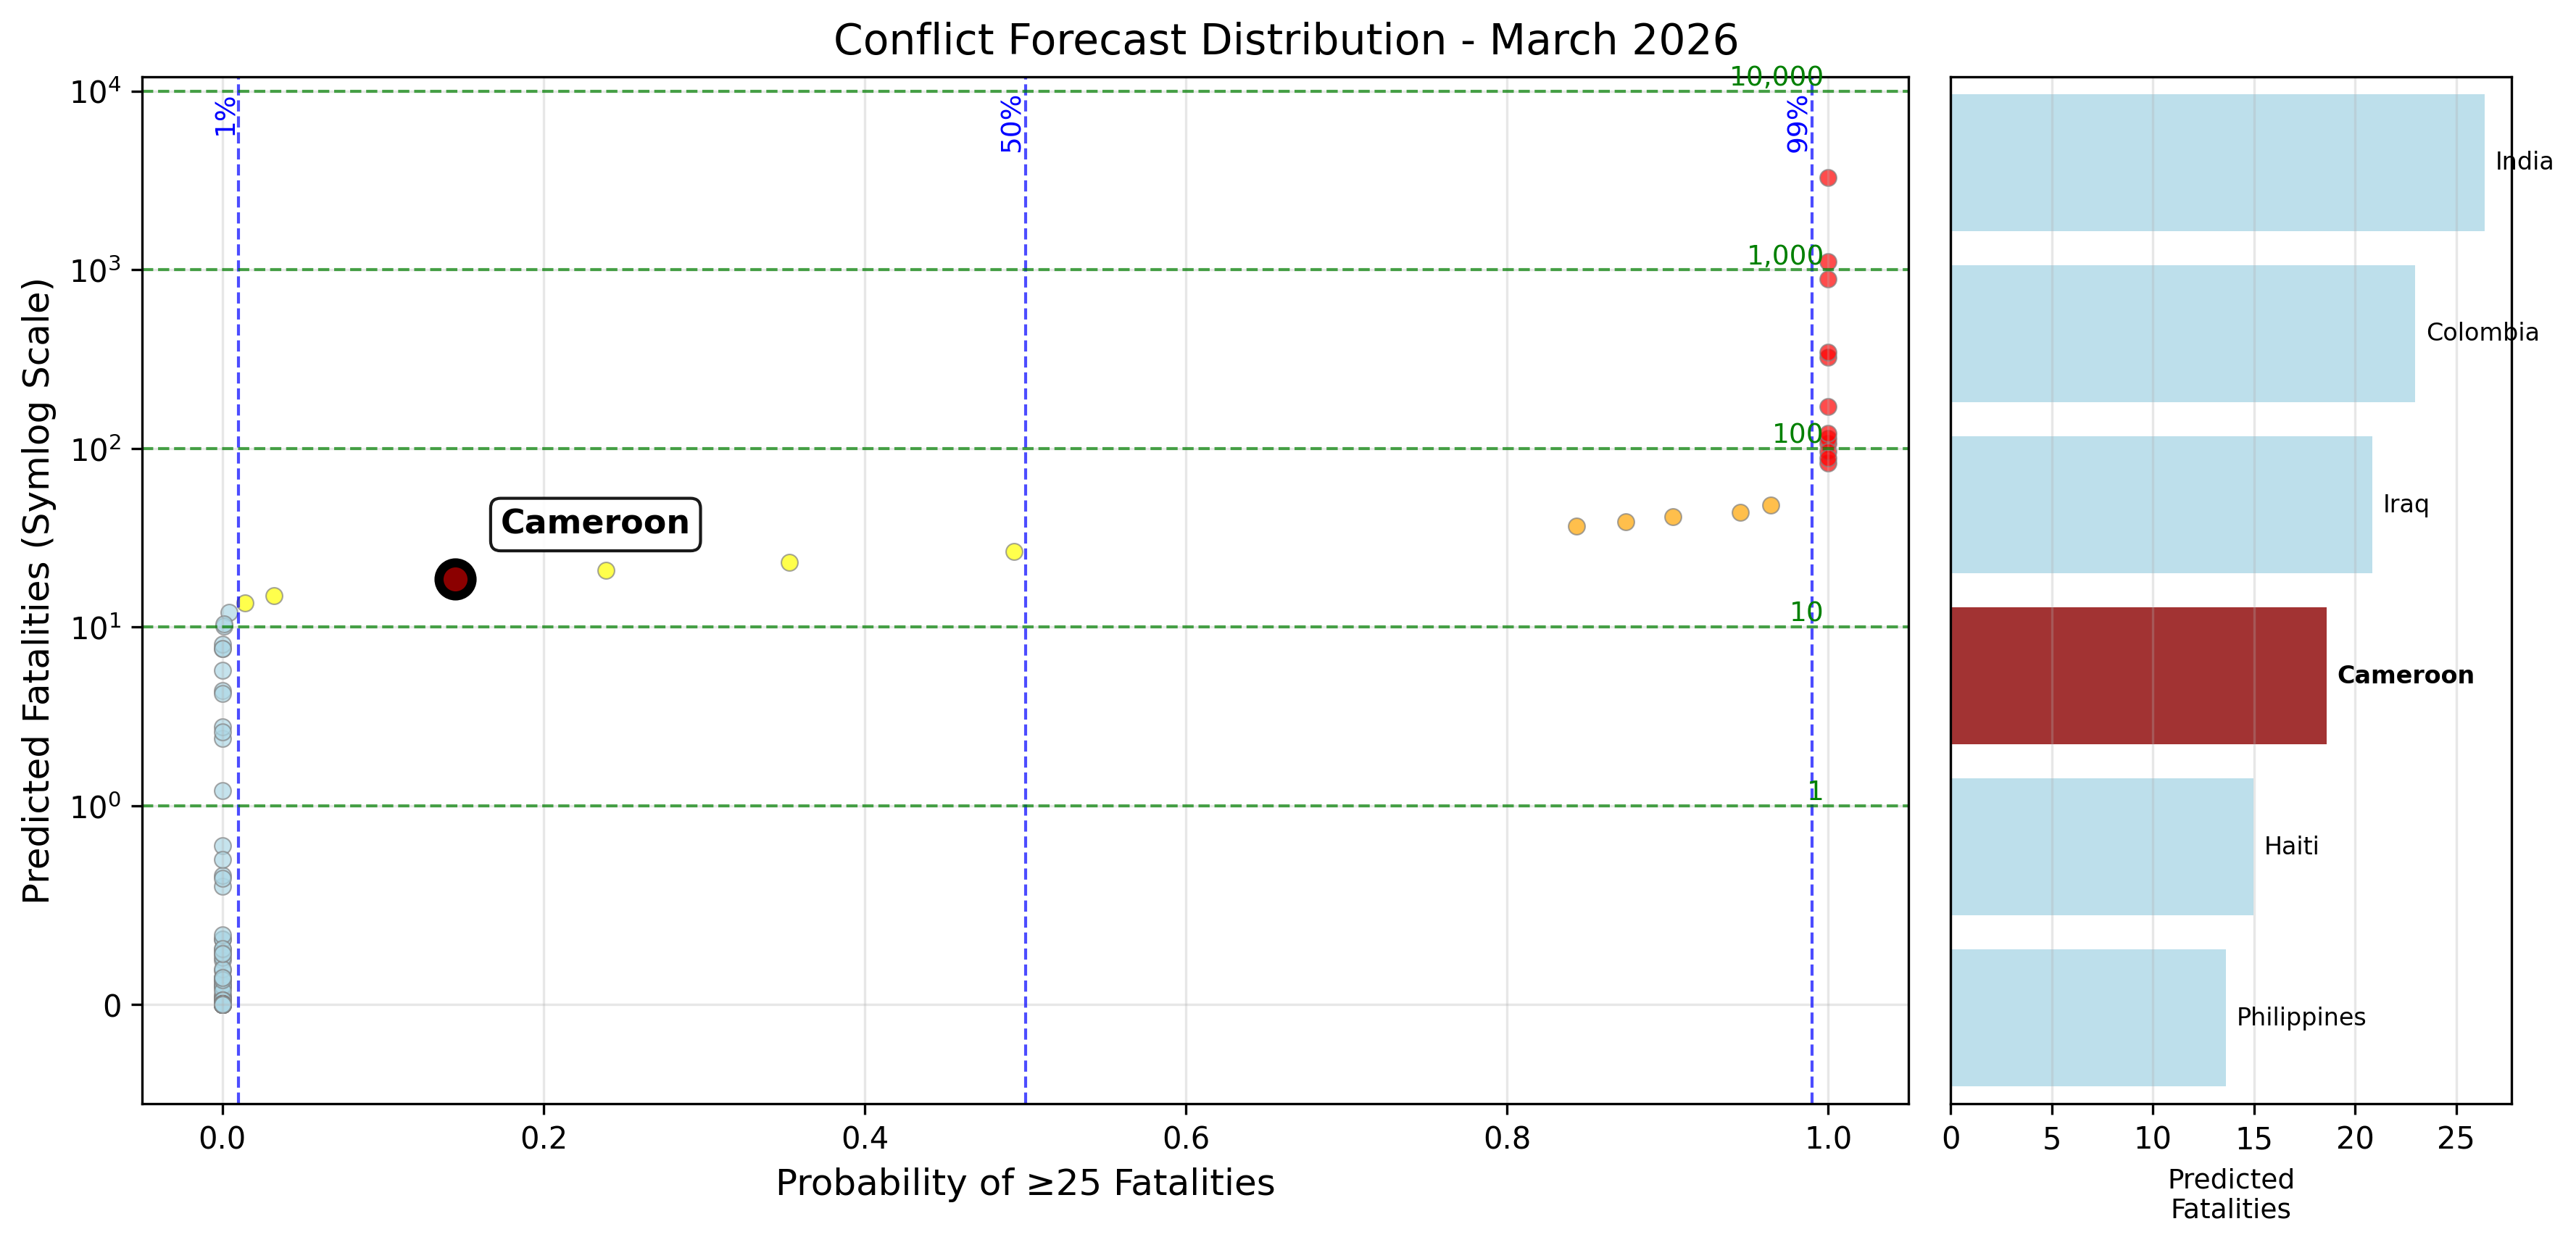 Conflict Forecast Distribution - March 2026
Predicted Fatalities (Symlog Scale)
10⁴
10³
10²
10¹
10⁰
0
1%
50%
99%
10,000
1,000
100
10
1
Cameroon
0.0 0.2 0.4 0.6 0.8 1.0
Probability of ≥25 Fatalities
India
Colombia
Iraq
Cameroon
Haiti
Philippines
0 5 10 15 20 25
Predicted
Fatalities